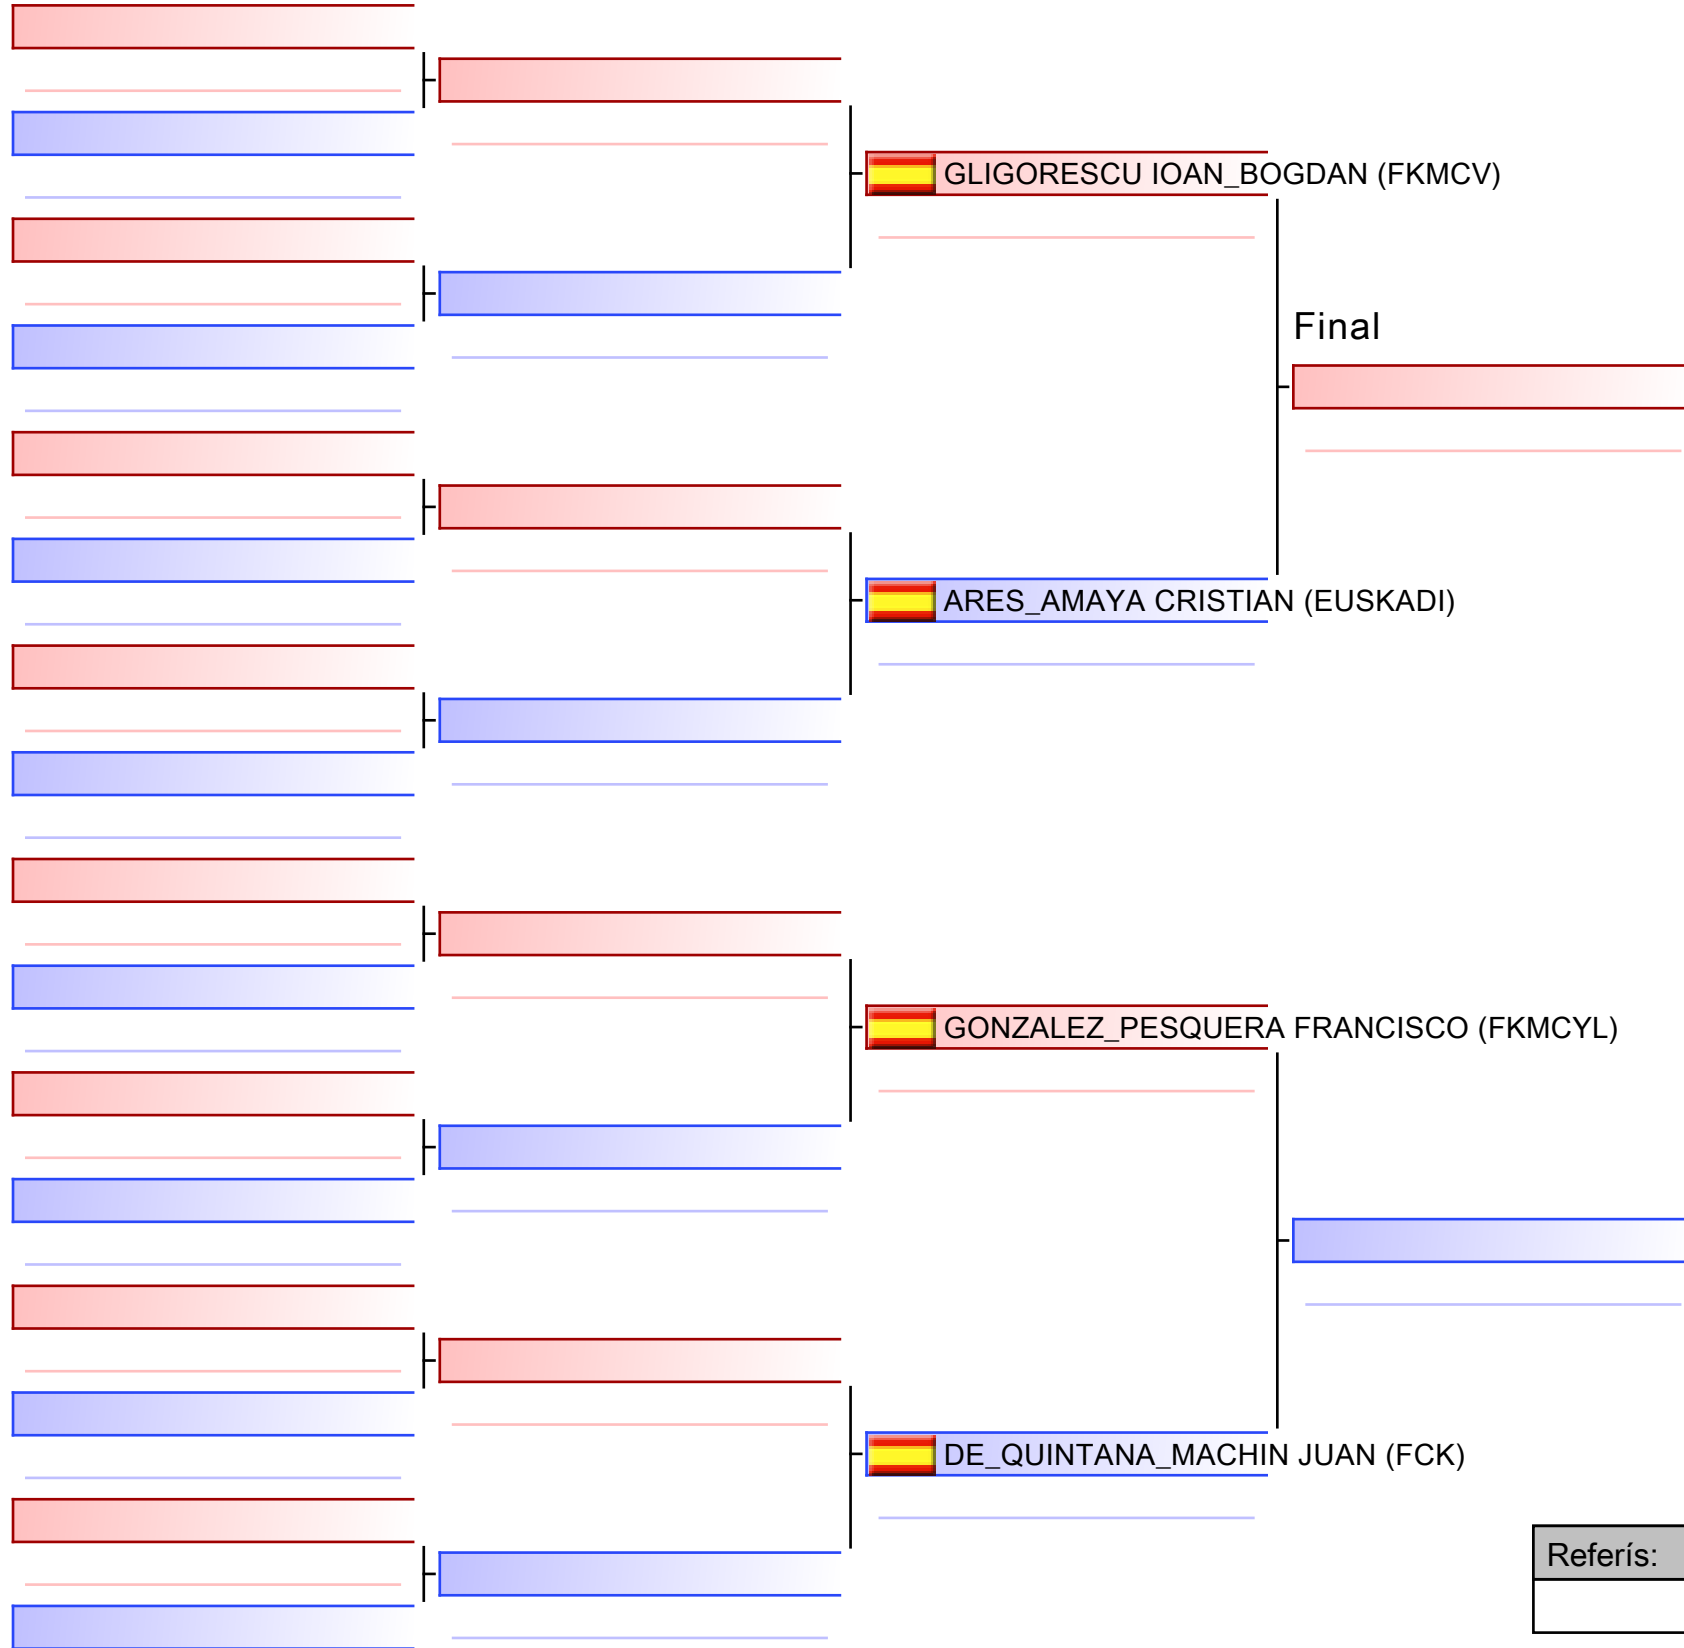 GLIGORESCU IOAN_BOGDAN (FKMCV)
Final
ARES_AMAYA CRISTIAN (EUSKADI)
GONZALEZ_PESQUERA FRANCISCO (FKMCYL)
DE_QUINTANA_MACHIN JUAN (FCK)
Referís: